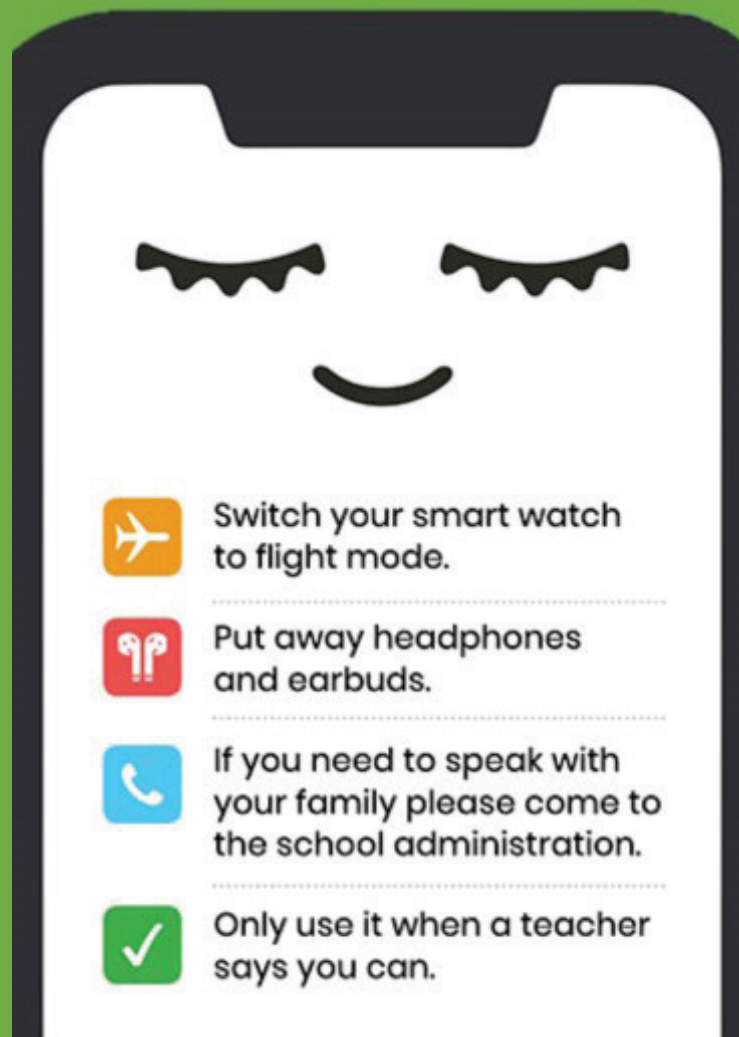 Switch your smart watch
to flight mode.
Put away headphones
and earbuds.
If you need to speak with
your family please come to
the school administration.
Only use it when a teacher
says you can.